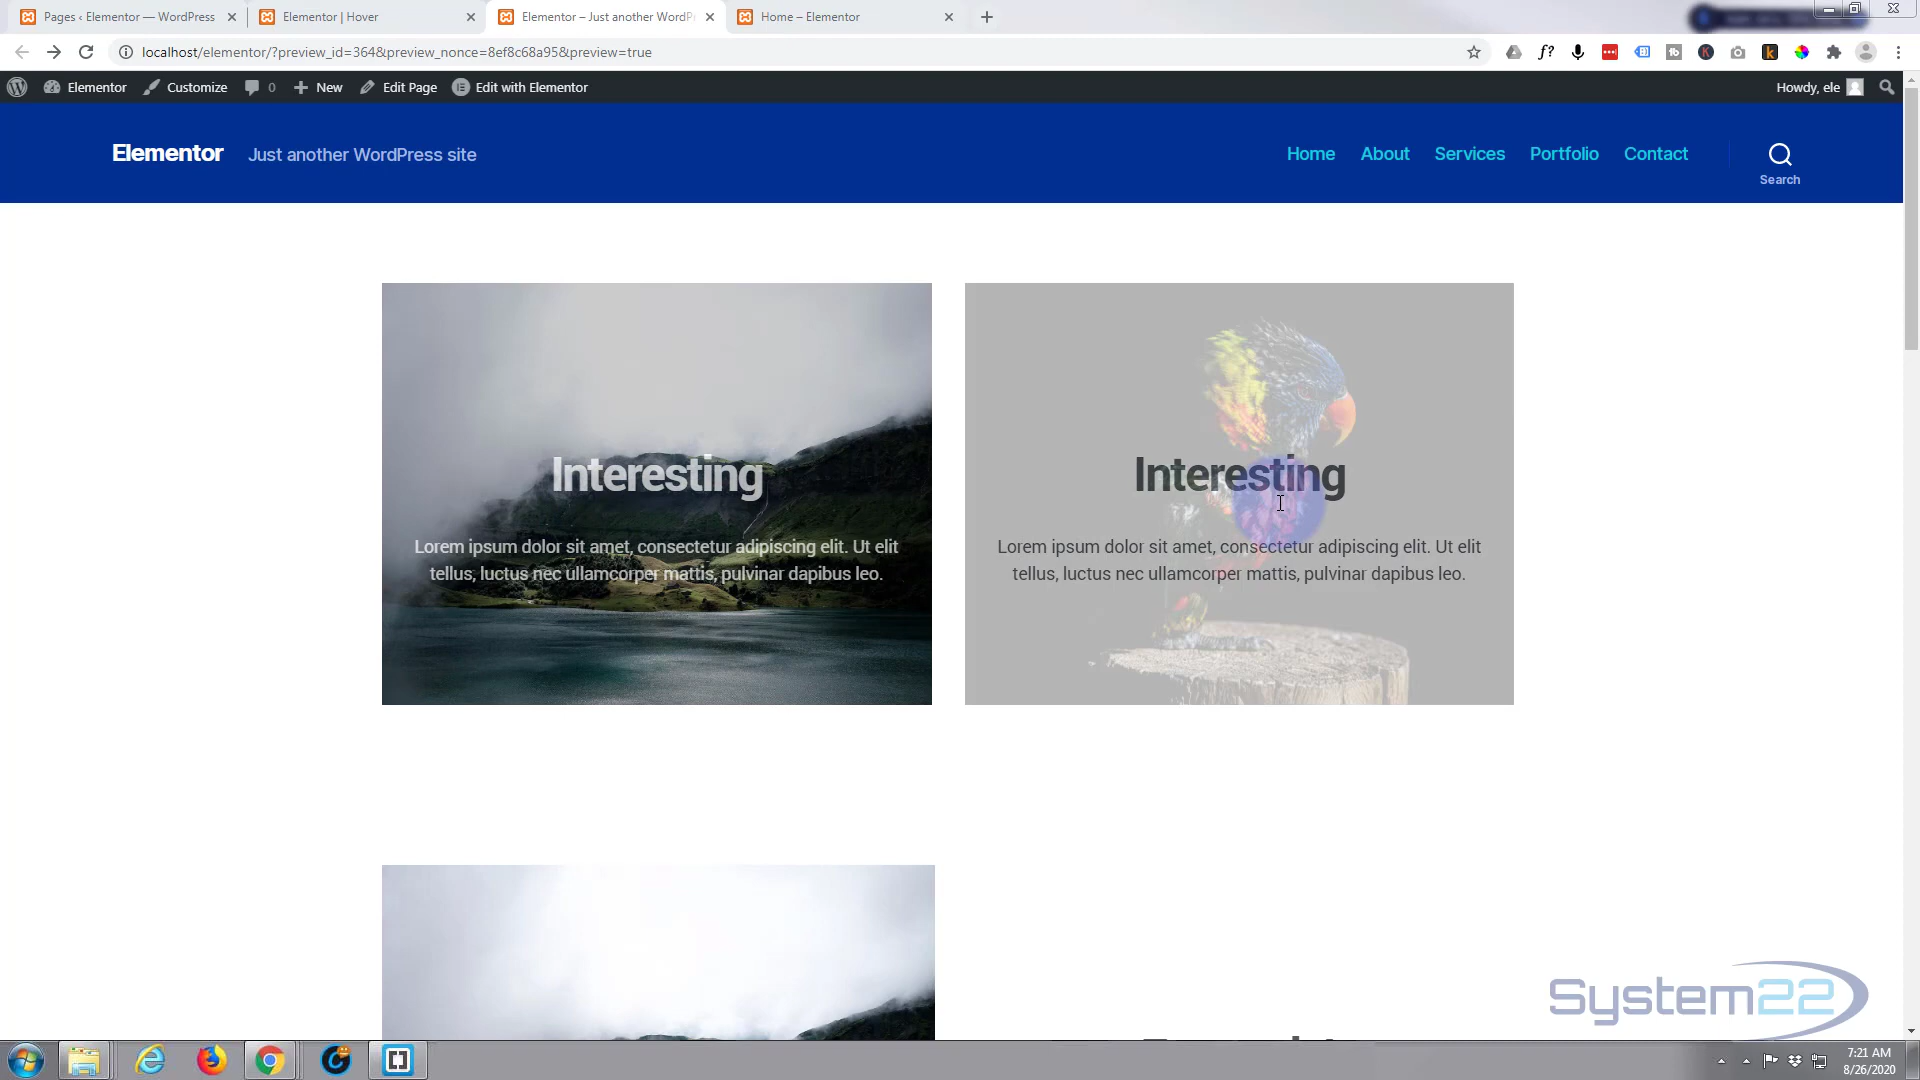 Pages ‹ Elementor — WordPress
Elementor | Hover
Elementor – Just another WordP
Home – Elementor
localhost/elementor/?preview_id=364&preview_nonce=8ef8c68a95&preview=true
Elementor
Customize
0
New
Edit Page
Edit with Elementor
Howdy, ele
Elementor
Just another WordPress site
Home
About
Services
Portfolio
Contact
Search
Interesting
Lorem ipsum dolor sit amet, consectetur adipiscing elit. Ut elit
tellus, luctus nec ullamcorper mattis, pulvinar dapibus leo.
Interesting
Lorem ipsum dolor sit amet, consectetur adipiscing elit. Ut elit
tellus, luctus nec ullamcorper mattis, pulvinar dapibus leo.
System22
7:21 AM
8/26/2020